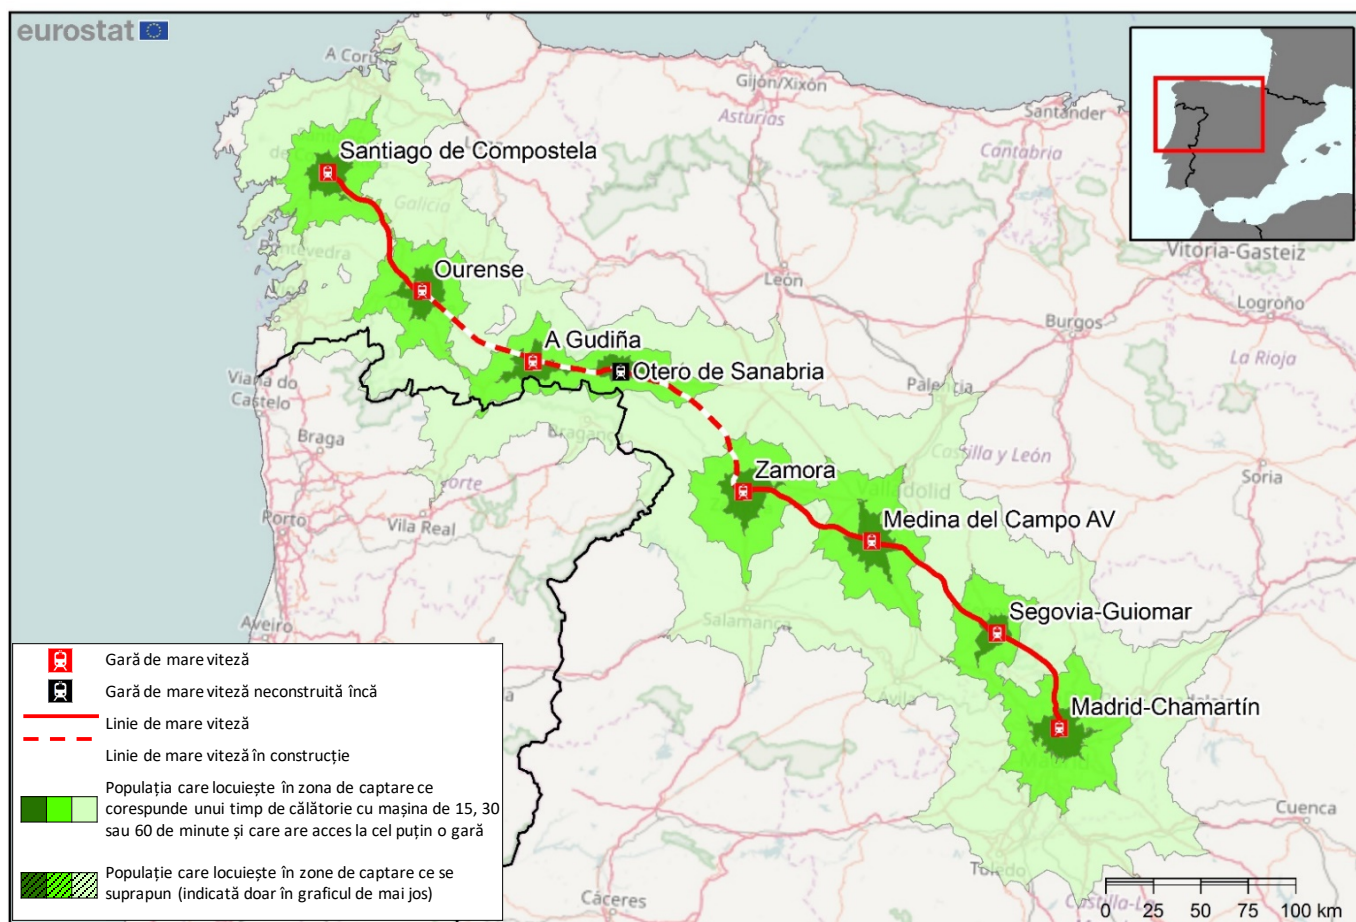 eurostat
A Coruñ
Gijón/Xixón
Asturias
Santander
Cantabria
Santiago de Compostela
Galicia
Pontevedra
Vitoria-Gasteiz
León
Ourense
Logroño
Burgos
La Rioja
A Gudiña
Otero de Sanabria
Viana do
Castelo
Palencia
Braga
Braganç
Castilla y León
Soria
Zamora
Valladolid
Porto
orte
Vila Real
Medina del Campo AV
Salamanca
Segovia-Guiomar
Aveiro
Ávila
Madrid-Chamartín
Madrid
Cuenca
Toledo
Castilla-La
Cáceres
Gară de mare viteză
Gară de mare viteză neconstruită încă
Linie de mare viteză
Linie de mare viteză în construcție
Populația care locuiește în zona de captare ce
corespunde unui timp de călătorie cu mașina de 15, 30
sau 60 de minute și care are acces la cel puțin o gară
Populație care locuiește în zone de captare ce se
suprapun (indicată doar în graficul de mai jos)
0 25 50 75 100 km